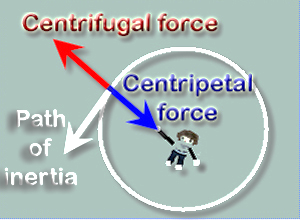 Centrifugal force
Centripetal
force
Path
of
inertia